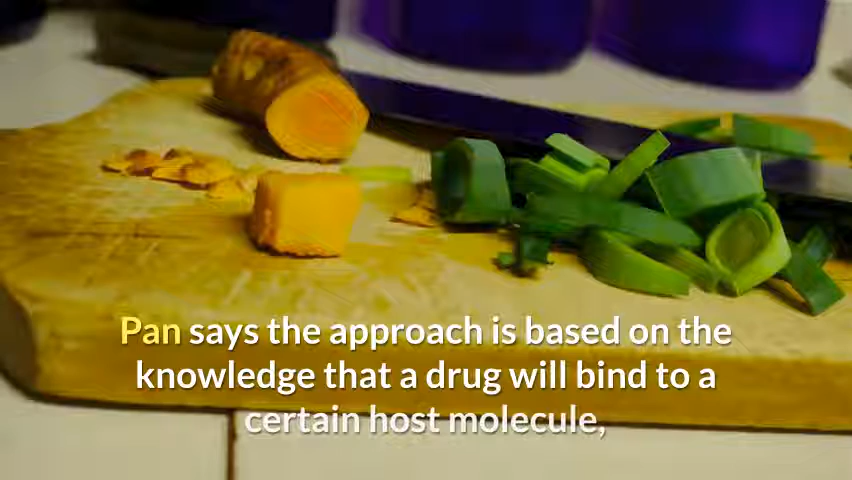 Pan says the approach is based on the
knowledge that a drug will bind to a
certain host molecule,